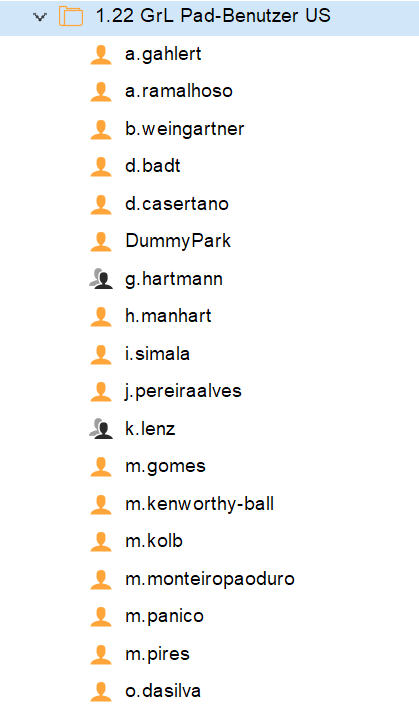 1.22 GrL Pad-Benutzer US
a.gahlert
a.ramalhoso
b.weingartner
d.badt
d.casertano
DummyPark
g.hartmann
h.manhart
i.simala
j.pereiraalves
k.lenz
m.gomes
m.kenworthy-ball
m.kolb
m.monteiropaoduro
m.panico
m.pires
o.dasilva